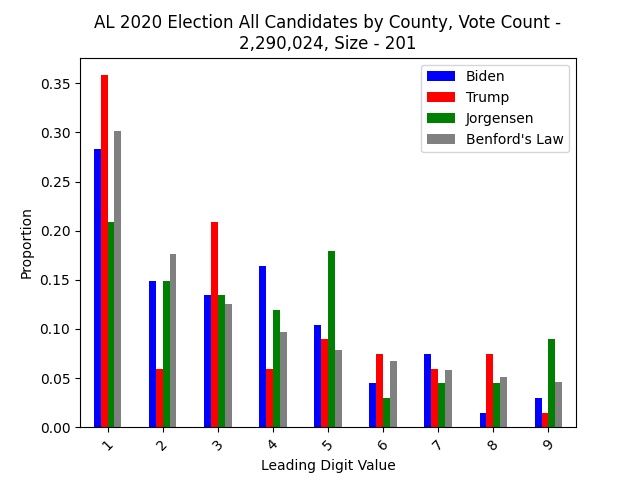 AL 2020 Election All Candidates by County, Vote Count -
2,290,024, Size - 201
Biden
Trump
Jorgensen
Benford's Law
Proportion
0.35
0.30
0.25
0.20
0.15
0.10
0.05
0.00
1
2
3
4
5
6
7
8
9
Leading Digit Value